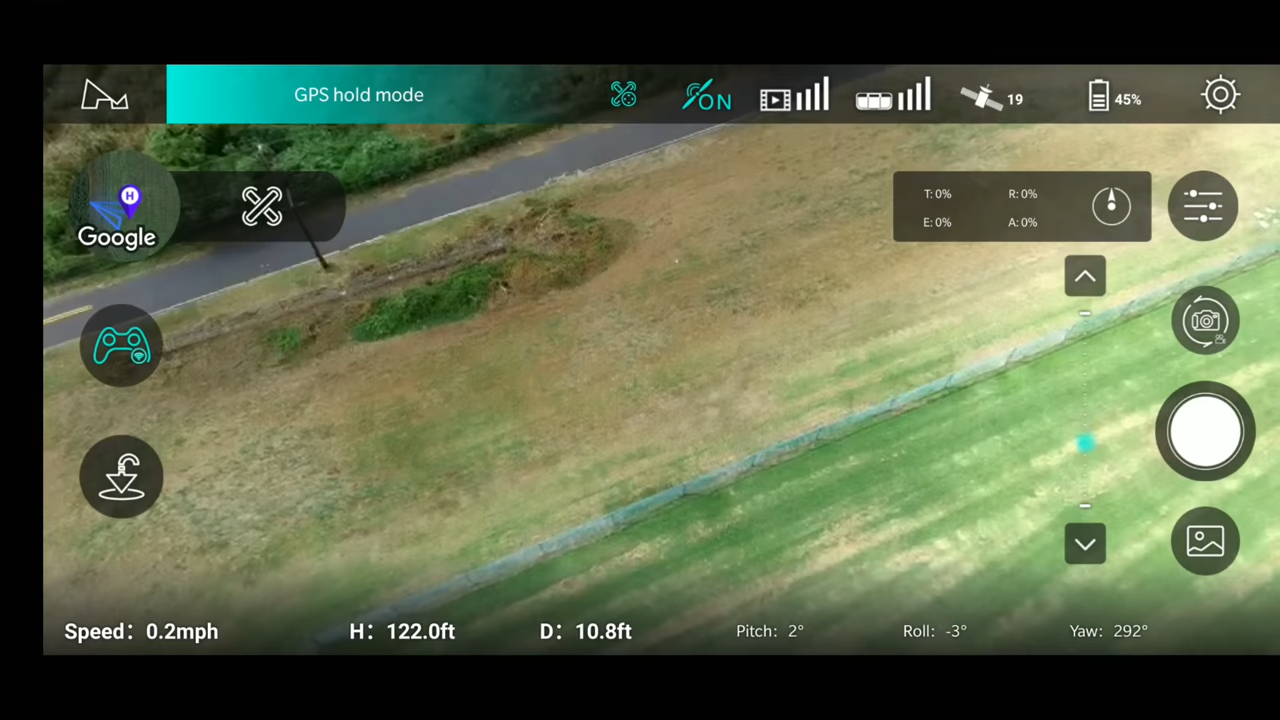 GPS hold mode
ON
19
45%
H
Google
T: 0%
R: 0%
E: 0%
A: 0%
Speed: 0.2mph
H: 122.0ft
D: 10.8ft
Pitch: 2°
Roll: -3°
Yaw: 292°